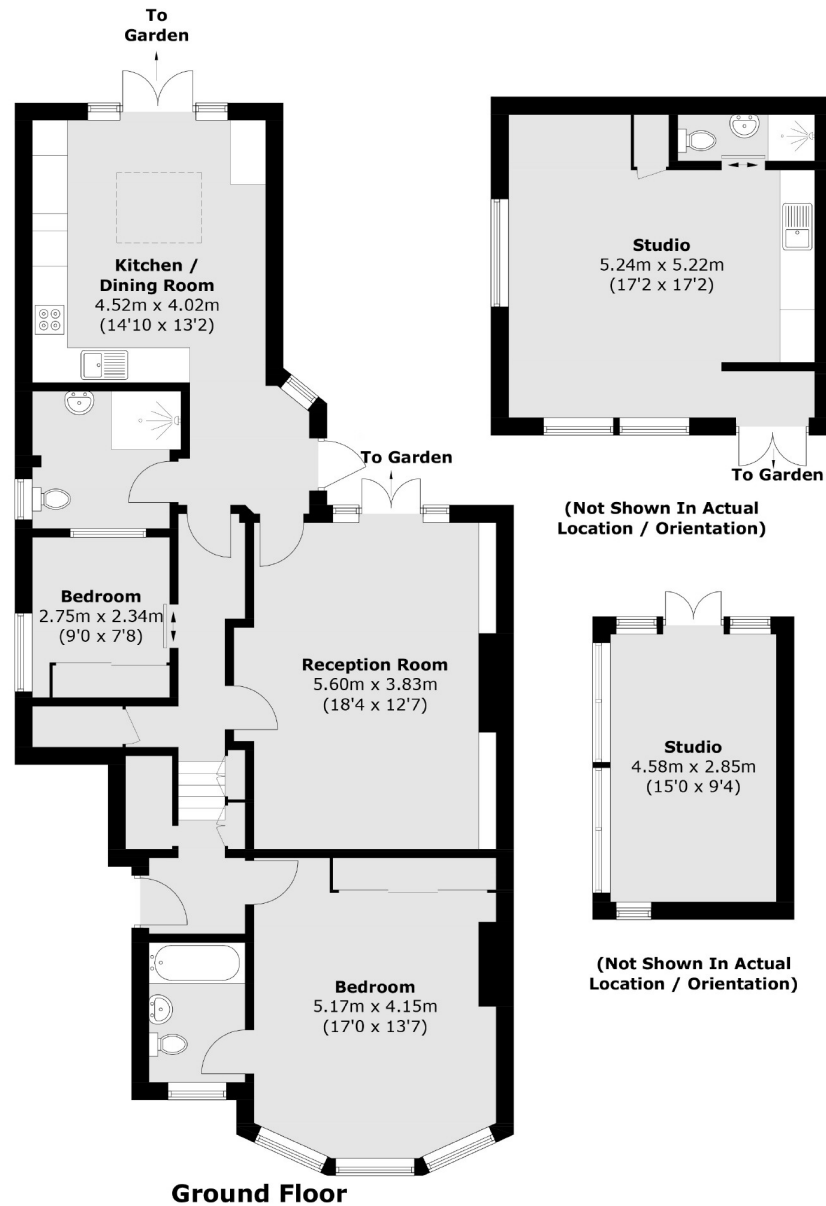 To
Garden
Kitchen /
Dining Room
4.52m x 4.02m
(14'10 x 13'2)
Studio
5.24m x 5.22m
(17'2 x 17'2)
To Garden
(Not Shown In Actual
Location / Orientation)
To Garden
Bedroom
2.75m x 2.34m
(9'0 x 7'8)
Reception Room
5.60m x 3.83m
(18'4 x 12'7)
Studio
4.58m x 2.85m
(15'0 x 9'4)
(Not Shown In Actual
Location / Orientation)
Bedroom
5.17m x 4.15m
(17'0 x 13'7)
Ground Floor